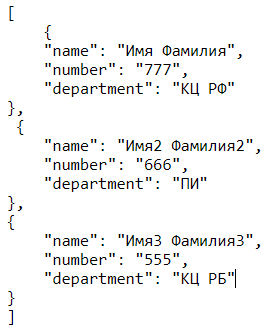 [
    {
    "name": "Имя Фамилия",
    "number": "777",
    "department": "КЦ РФ"
},
 {
    "name": "Имя2 Фамилия2",
    "number": "666",
    "department": "ПИ"
},
{
    "name": "Имя3 Фамилия3",
    "number": "555",
    "department": "КЦ РБ"
}
]